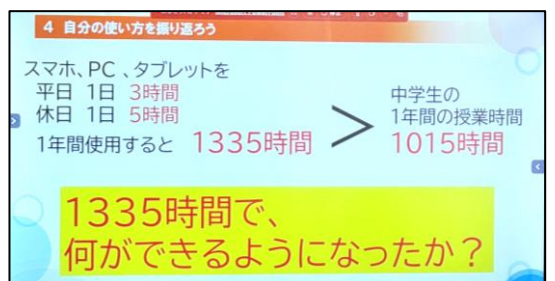 4 自分の使い方を振り返ろう
スマホ、PC 、タブレットを
平日 1日 3時間
休日 1日 5時間
1年間使用すると 1335時間
>
中学生の
1年間の授業時間
1015時間
1335時間で、
何ができるようになったか？